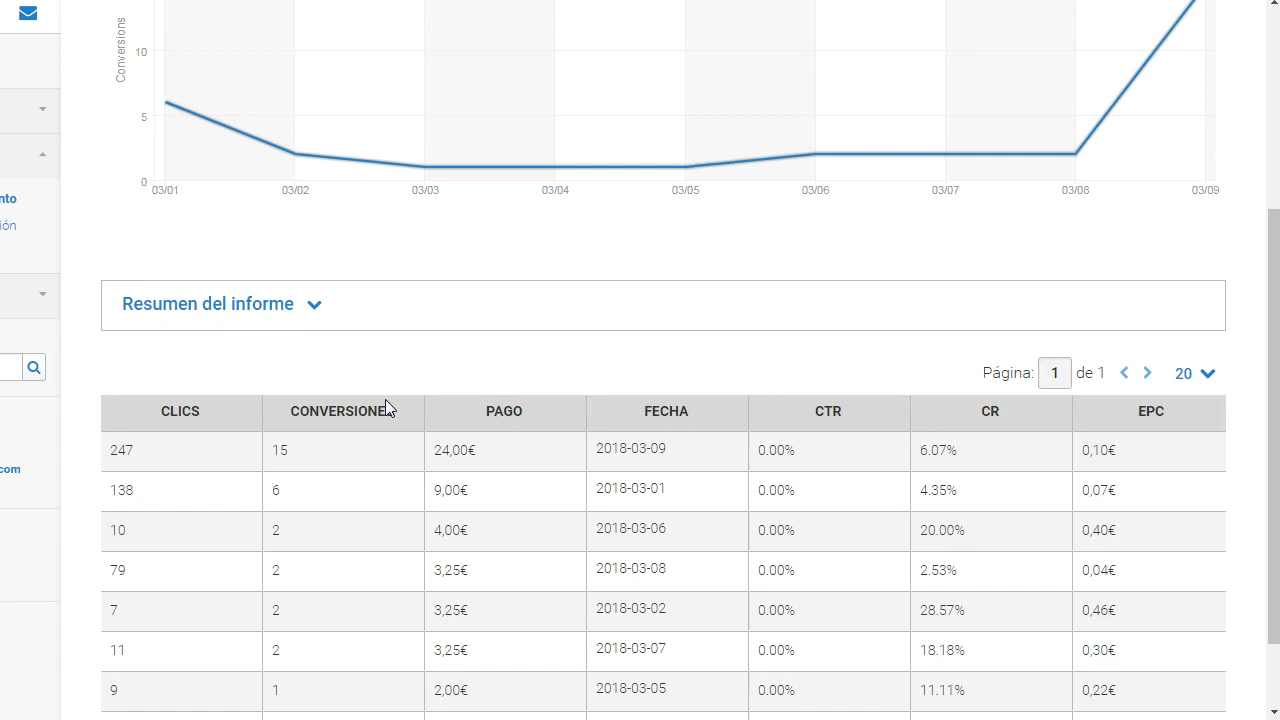 Conversions
10
5
0
03/01 03/02 03/03 03/04 03/05 03/06 03/07 03/08 03/09
nto
ión
Resumen del informe
Página: 1 de 1 20
CLICS CONVERSIONE PAGO FECHA CTR CR EPC
247 15 24,00€ 2018-03-09 0.00% 6.07% 0,10€
138 6 9,00€ 2018-03-01 0.00% 4.35% 0,07€
com
10 2 4,00€ 2018-03-06 0.00% 20.00% 0,40€
79 2 3,25€ 2018-03-08 0.00% 2.53% 0,04€
7 2 3,25€ 2018-03-02 0.00% 28.57% 0,46€
11 2 3,25€ 2018-03-07 0.00% 18.18% 0,30€
9 1 2,00€ 2018-03-05 0.00% 11.11% 0,22€